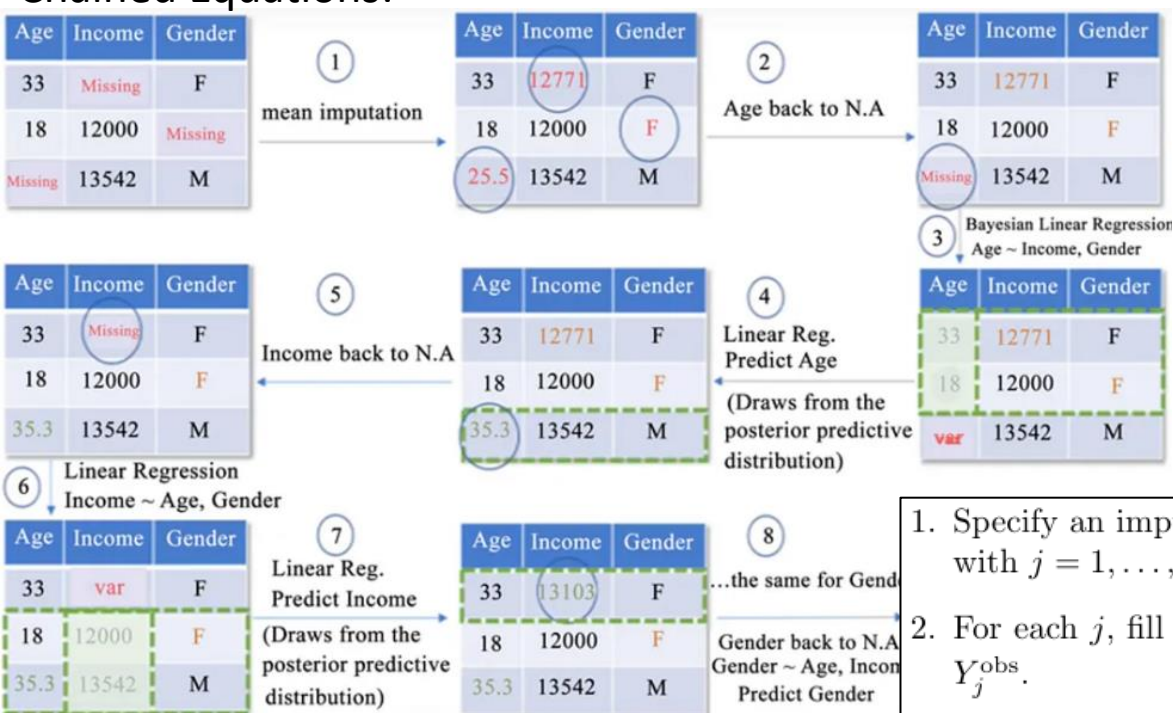 Chained Equations.
Age Income Gender
33 Missing F
18 12000 Missing
Missing 13542 M
1
mean imputation
Age Income Gender
33 12771 F
18 12000 F
25.5 13542 M
2
Age back to N.A
Age Income Gender
33 12771 F
18 12000 F
Missing 13542 M
3
Bayesian Linear Regression
Age ~ Income, Gender
Age Income Gender
33 12771 F
18 12000 F
var 13542 M
4
Linear Reg.
Predict Age
(Draws from the
posterior predictive
distribution)
Age Income Gender
33 12771 F
18 12000 F
35.3 13542 M
5
Income back to N.A
Age Income Gender
33 Missing F
18 12000 F
35.3 13542 M
6
Linear Regression
Income ~ Age, Gender
Age Income Gender
33 var F
18 12000 F
35.3 13542 M
7
Linear Reg.
Predict Income
(Draws from the
posterior predictive
distribution)
Age Income Gender
33 13103 F
18 12000 F
35.3 13542 M
8
...the same for Gend
Gender back to N.A
Gender ~ Age, Incom
Predict Gender
1. Specify an imp
with j = 1, . . . ,
2. For each j, fill
Y_j^obs.